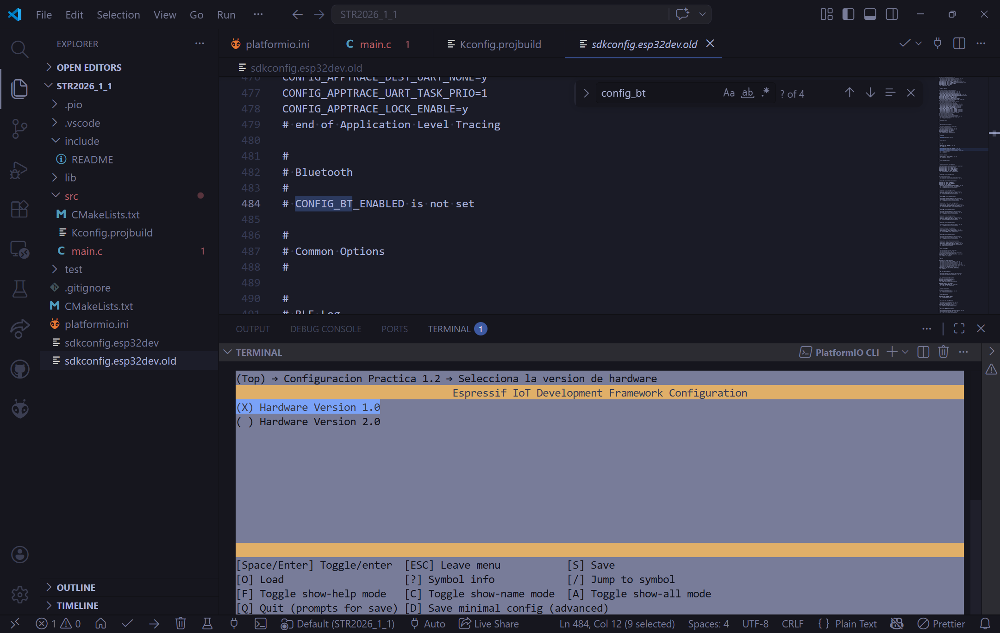 File Edit Selection View Go Run ···
STR2026_1_1
EXPLORER
OPEN EDITORS
STR2026_1_1
.pio
.vscode
include
README
lib
src
CMakeLists.txt
Kconfig.projbuild
main.c 1
test
.gitignore
CMakeLists.txt
platformio.ini
sdkconfig.esp32dev
sdkconfig.esp32dev.old
OUTLINE
TIMELINE
platformio.ini
main.c 1
Kconfig.projbuild
sdkconfig.esp32dev.old
sdkconfig.esp32dev.old
config_bt Aa ab .* ? of 4
476 CONFIG_APPTRACE_DEST_UART_NONE=y
477 CONFIG_APPTRACE_UART_TASK_PRIO=1
478 CONFIG_APPTRACE_LOCK_ENABLE=y
479 # end of Application Level Tracing
480
481 #
482 # Bluetooth
483 #
484 # CONFIG_BT_ENABLED is not set
485
486 #
487 # Common Options
488 #
489
490 #
491 # BLE Log
OUTPUT DEBUG CONSOLE PORTS TERMINAL 1
TERMINAL PlatformIO CLI
(Top) → Configuracion Practica 1.2 → Selecciona la version de hardware
Espressif IoT Development Framework Configuration
(X) Hardware Version 1.0
( ) Hardware Version 2.0
[Space/Enter] Toggle/enter [ESC] Leave menu [S] Save
[O] Load [?] Symbol info [/] Jump to symbol
[F] Toggle show-help mode [C] Toggle show-name mode [A] Toggle show-all mode
[Q] Quit (prompts for save) [D] Save minimal config (advanced)
1 0 Default (STR2026_1_1) Auto Live Share Ln 484, Col 12 (9 selected) Spaces: 4 UTF-8 CRLF { } Plain Text Prettier